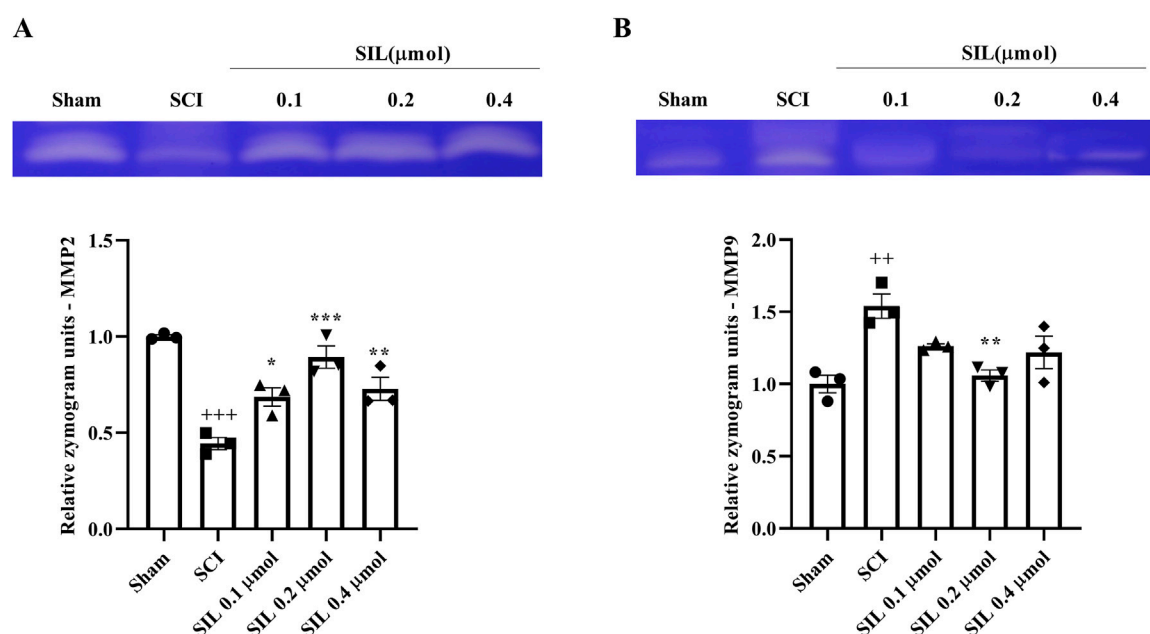 A
SIL(μmol)
Sham SCI 0.1 0.2 0.4
Relative zymogram units - MMP2
1.5
1.0
0.5
0.0
+++
*
***
**
Sham
SCI
SIL 0.1 μmol
SIL 0.2 μmol
SIL 0.4 μmol
B
SIL(μmol)
Sham SCI 0.1 0.2 0.4
Relative zymogram units - MMP9
2.0
1.5
1.0
0.5
0.0
++
**
Sham
SCI
SIL 0.1 μmol
SIL 0.2 μmol
SIL 0.4 μmol